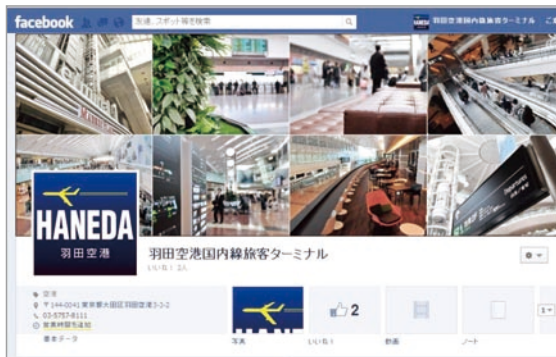 facebook
友達、スポット等を検索
羽田空港国内線旅客ターミナル
Departures
HANEDA
羽田空港
羽田空港国内線旅客ターミナル
いいね! 2人
空港
〒144-0041 東京都大田区羽田空港3-3-2
03-5757-8111
営業時間を追加
基本データ
2
写真
いいね!
動画
ノート
1